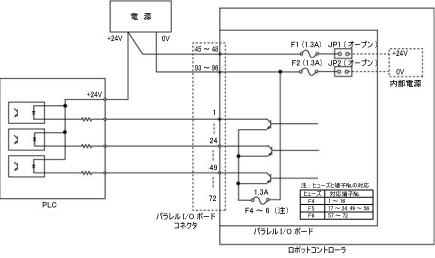 電 源
+24V
0V
45 ～ 48
93 ～ 96
F1 (1.3A)
JP1 (オープン)
F2 (1.3A)
JP2 (オープン)
+24V
0V
内部電源
+24V
1
24
49
72
1.3A
F4 ～ 6 (注)
注：ヒューズと端子№の対応
ヒューズ 対応端子№
F4 1 ～ 16
F5 17 ～ 24, 49 ～ 56
F6 57 ～ 72
PLC
パラレル I/O ボード
コネクタ
パラレル I/O ボード
ロボットコントローラ